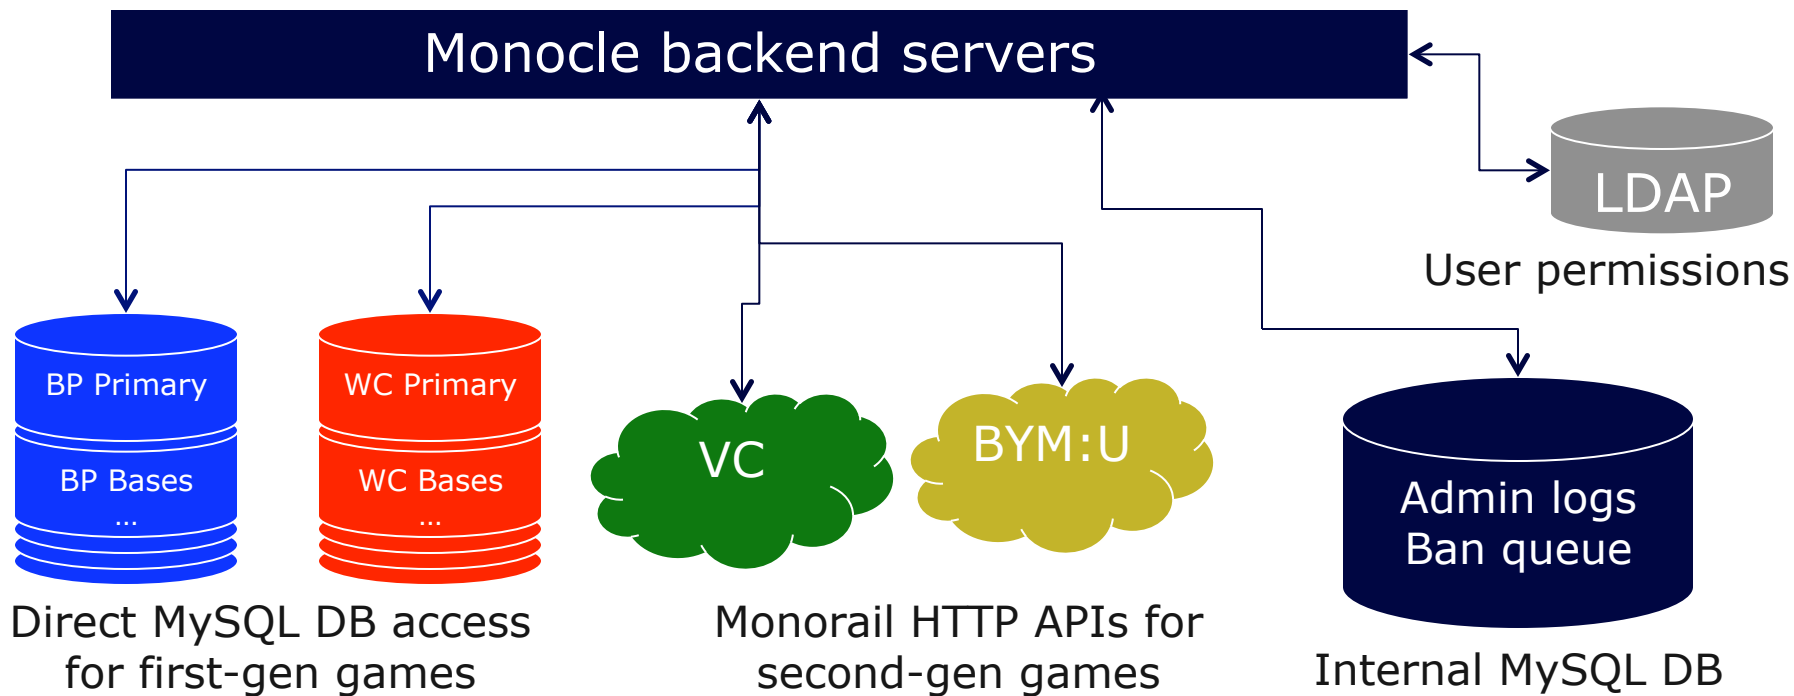 Monocle backend servers
LDAP
User permissions
BP Primary
BP Bases
...
WC Primary
WC Bases
...
VC
BYM:U
Admin logs
Ban queue
Direct MySQL DB access
for first-gen games
Monorail HTTP APIs for
second-gen games
Internal MySQL DB